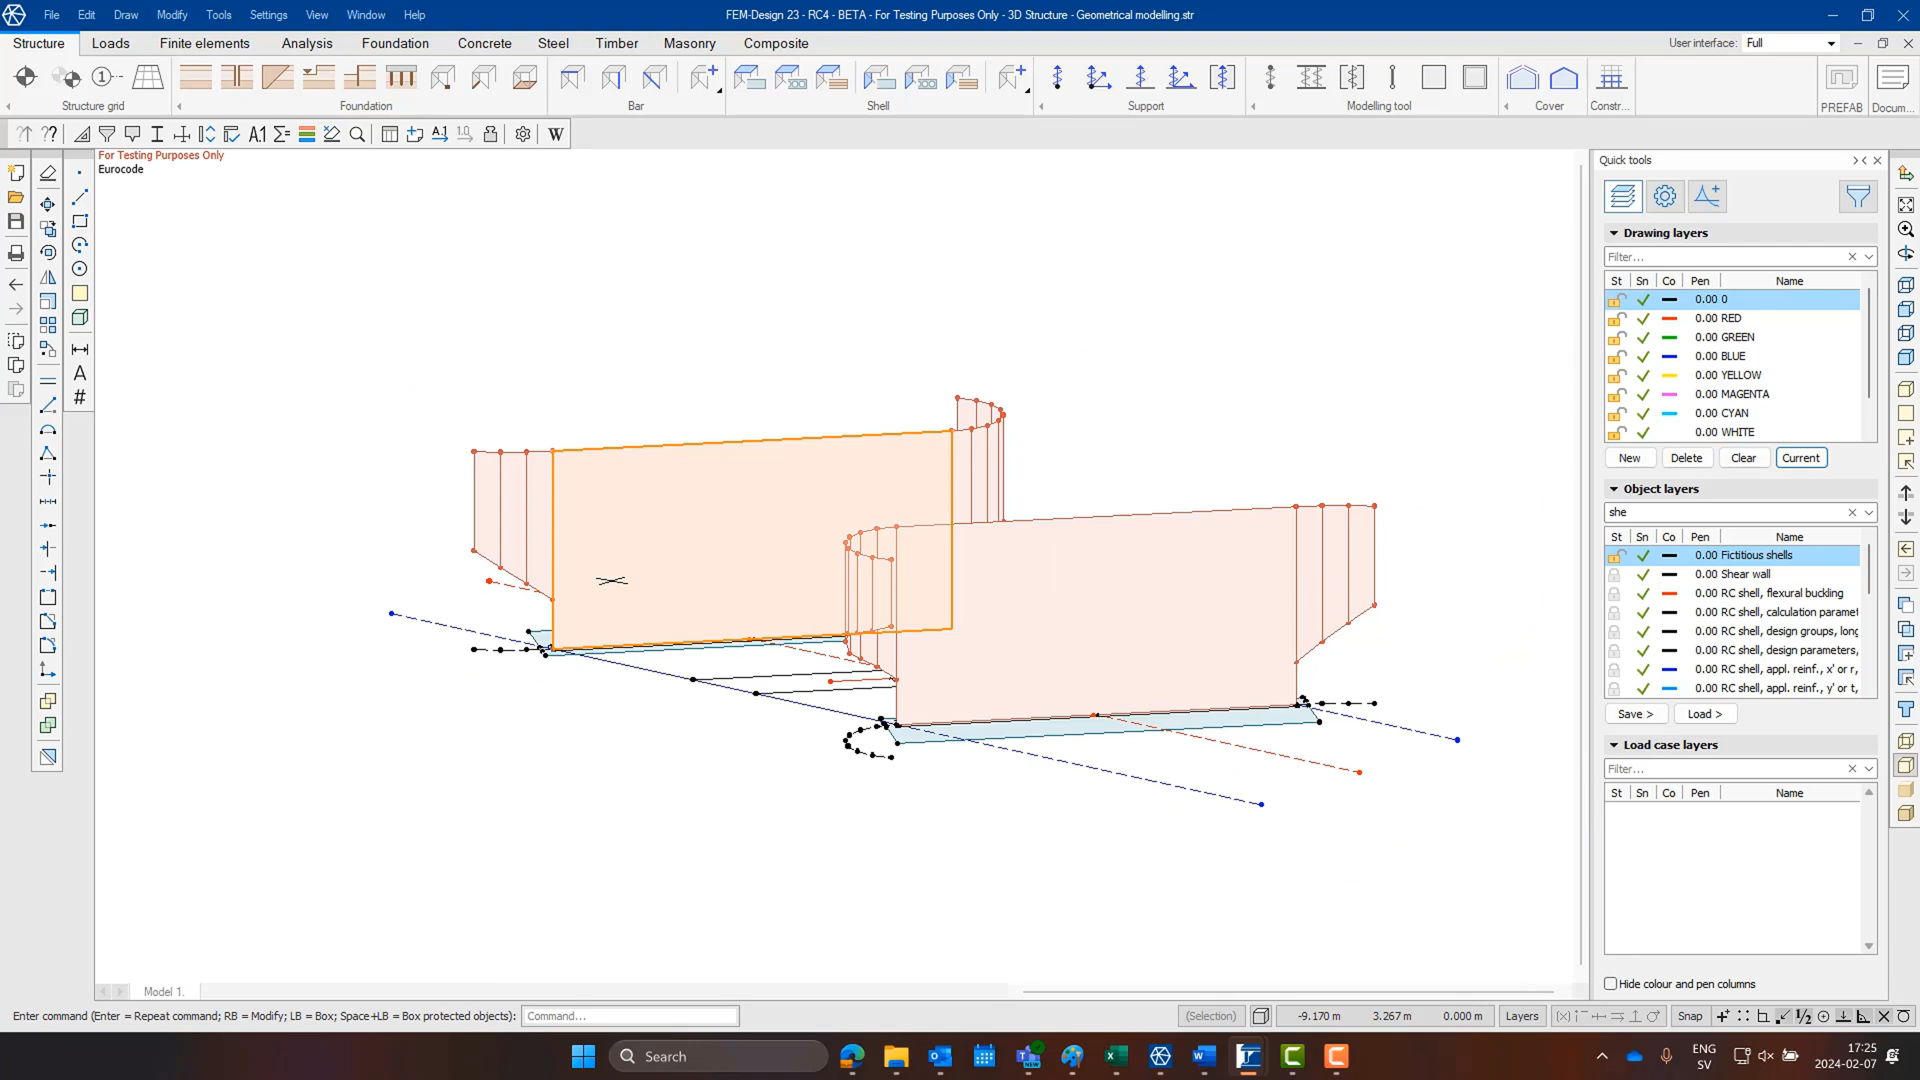 File Edit Draw Modify Tools Settings View Window Help
FEM-Design 23 - RC4 - BETA - For Testing Purposes Only - 3D Structure - Geometrical modelling.str
Structure Loads Finite elements Analysis Foundation Concrete Steel Timber Masonry Composite
User interface: Full
Structure grid Foundation Bar Shell Support Modelling tool Cover Constr... PREFAB Docum...
For Testing Purposes Only
Eurocode
Quick tools
Drawing layers
Filter...
St Sn Co Pen Name
0.00 0
0.00 RED
0.00 GREEN
0.00 BLUE
0.00 YELLOW
0.00 MAGENTA
0.00 CYAN
0.00 WHITE
New Delete Clear Current
Object layers
she
St Sn Co Pen Name
0.00 Fictitious shells
0.00 Shear wall
0.00 RC shell, flexural buckling
0.00 RC shell, calculation paramet
0.00 RC shell, design groups, long
0.00 RC shell, design parameters,
0.00 RC shell, appl. reinf., x' or r,
0.00 RC shell, appl. reinf., y' or t,
Save > Load >
Load case layers
Filter...
St Sn Co Pen Name
Hide colour and pen columns
Model 1.
Enter command (Enter = Repeat command; RB = Modify; LB = Box; Space+LB = Box protected objects): Command...
(Selection) -9.170 m 3.267 m 0.000 m Layers Snap
Search
ENG
SV
17:25
2024-02-07